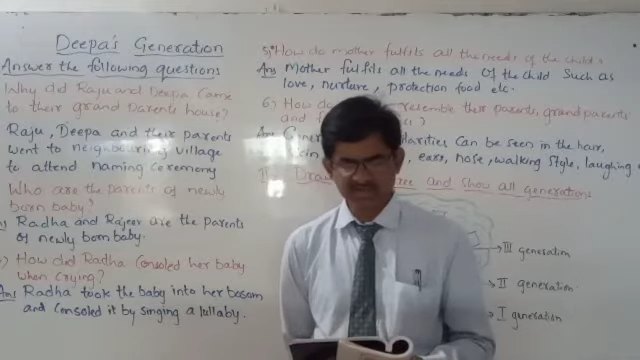 Deepa's Generation
Answer the following questions
Why did Raju and Deepa came
to their grand parents house?
Raju, Deepa and their parents
went to neighbouring village
to attend naming ceremony
Who are the parents of newly
born baby?
Radha and Rajeev are the parents
of newly born baby.
How did Radha Consoled her baby
when crying?
Ans Radha took the baby into her bosom
and Consoled it by singing a lullaby.
5) How do mother fulfils all the needs of the child?
Ans Mother fulfils all the needs of the child such as
love, nurture, protection food etc.
6) How do resemble their parents, grand parents
and
Ans can be seen in the hair,
ears, nose, walking style, laughing
Draw and show all generations
III generation
II generation
I generation